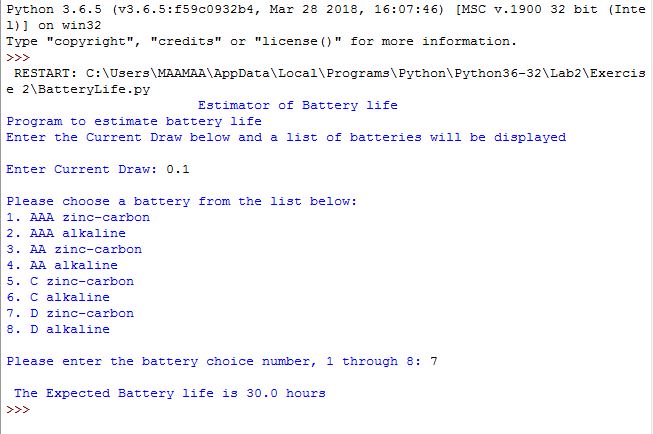 Python 3.6.5 (v3.6.5:f59c0932b4, Mar 28 2018, 16:07:46) [MSC v.1900 32 bit (Inte
l)] on win32
Type "copyright", "credits" or "license()" for more information.
>>>
 RESTART: C:\Users\MAAMAA\AppData\Local\Programs\Python\Python36-32\Lab2\Exercis
e 2\BatteryLife.py
                        Estimator of Battery life
Program to estimate battery life
Enter the Current Draw below and a list of batteries will be displayed

Enter Current Draw: 0.1

Please choose a battery from the list below:
1. AAA zinc-carbon
2. AAA alkaline
3. AA zinc-carbon
4. AA alkaline
5. C zinc-carbon
6. C alkaline
7. D zinc-carbon
8. D alkaline

Please enter the battery choice number, 1 through 8: 7

 The Expected Battery life is 30.0 hours
>>>